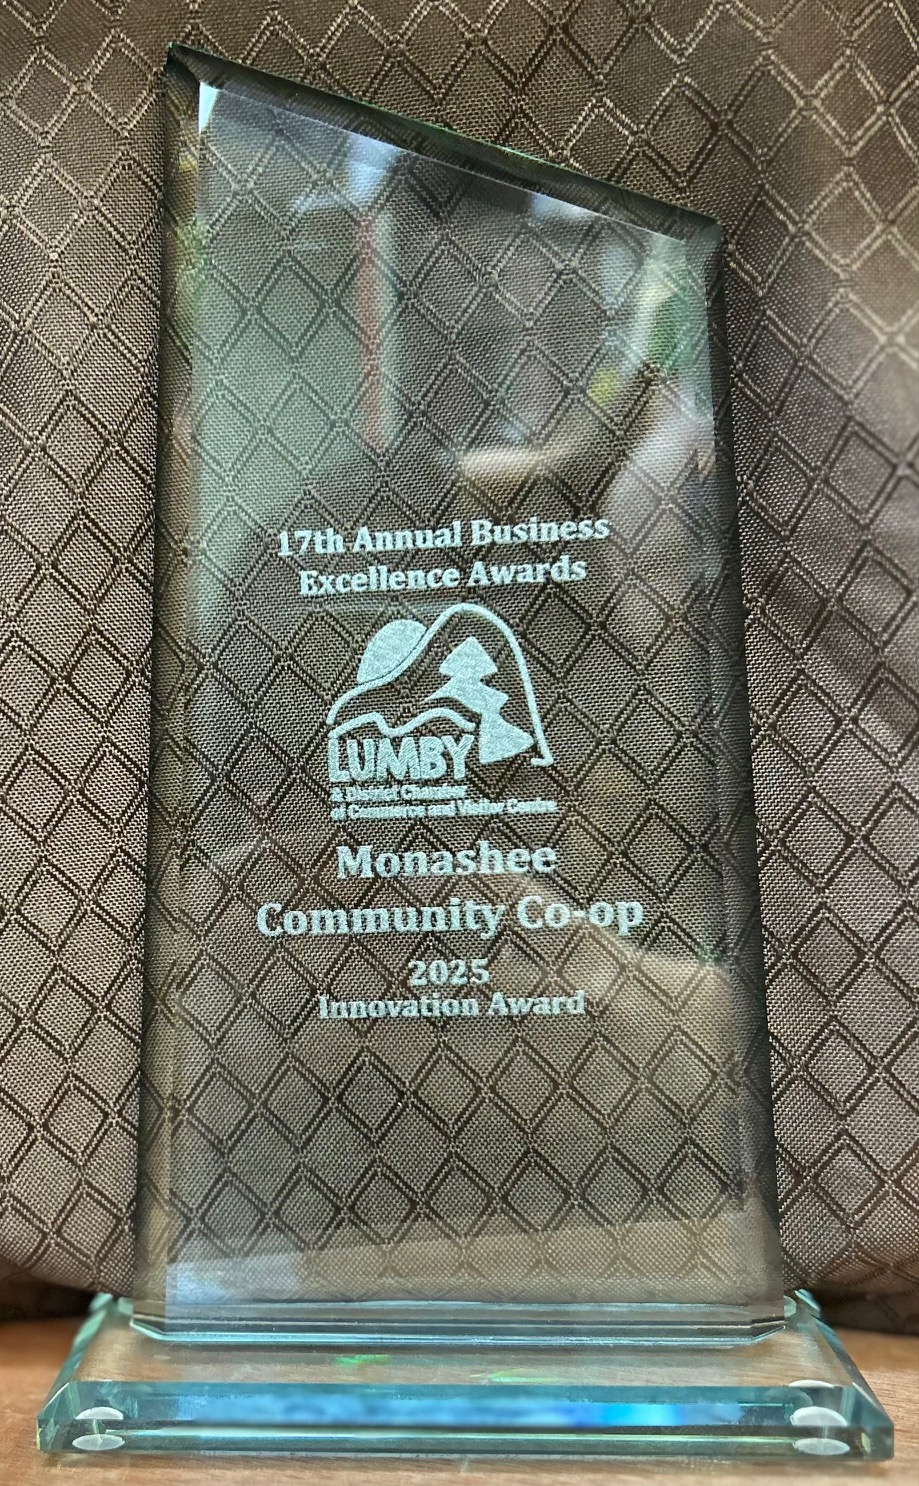 17th Annual Business
Excellence Awards
LUMBY
& District Chamber
of Commerce and Visitor Centre
Monashee
Community Co-op
2025
Innovation Award